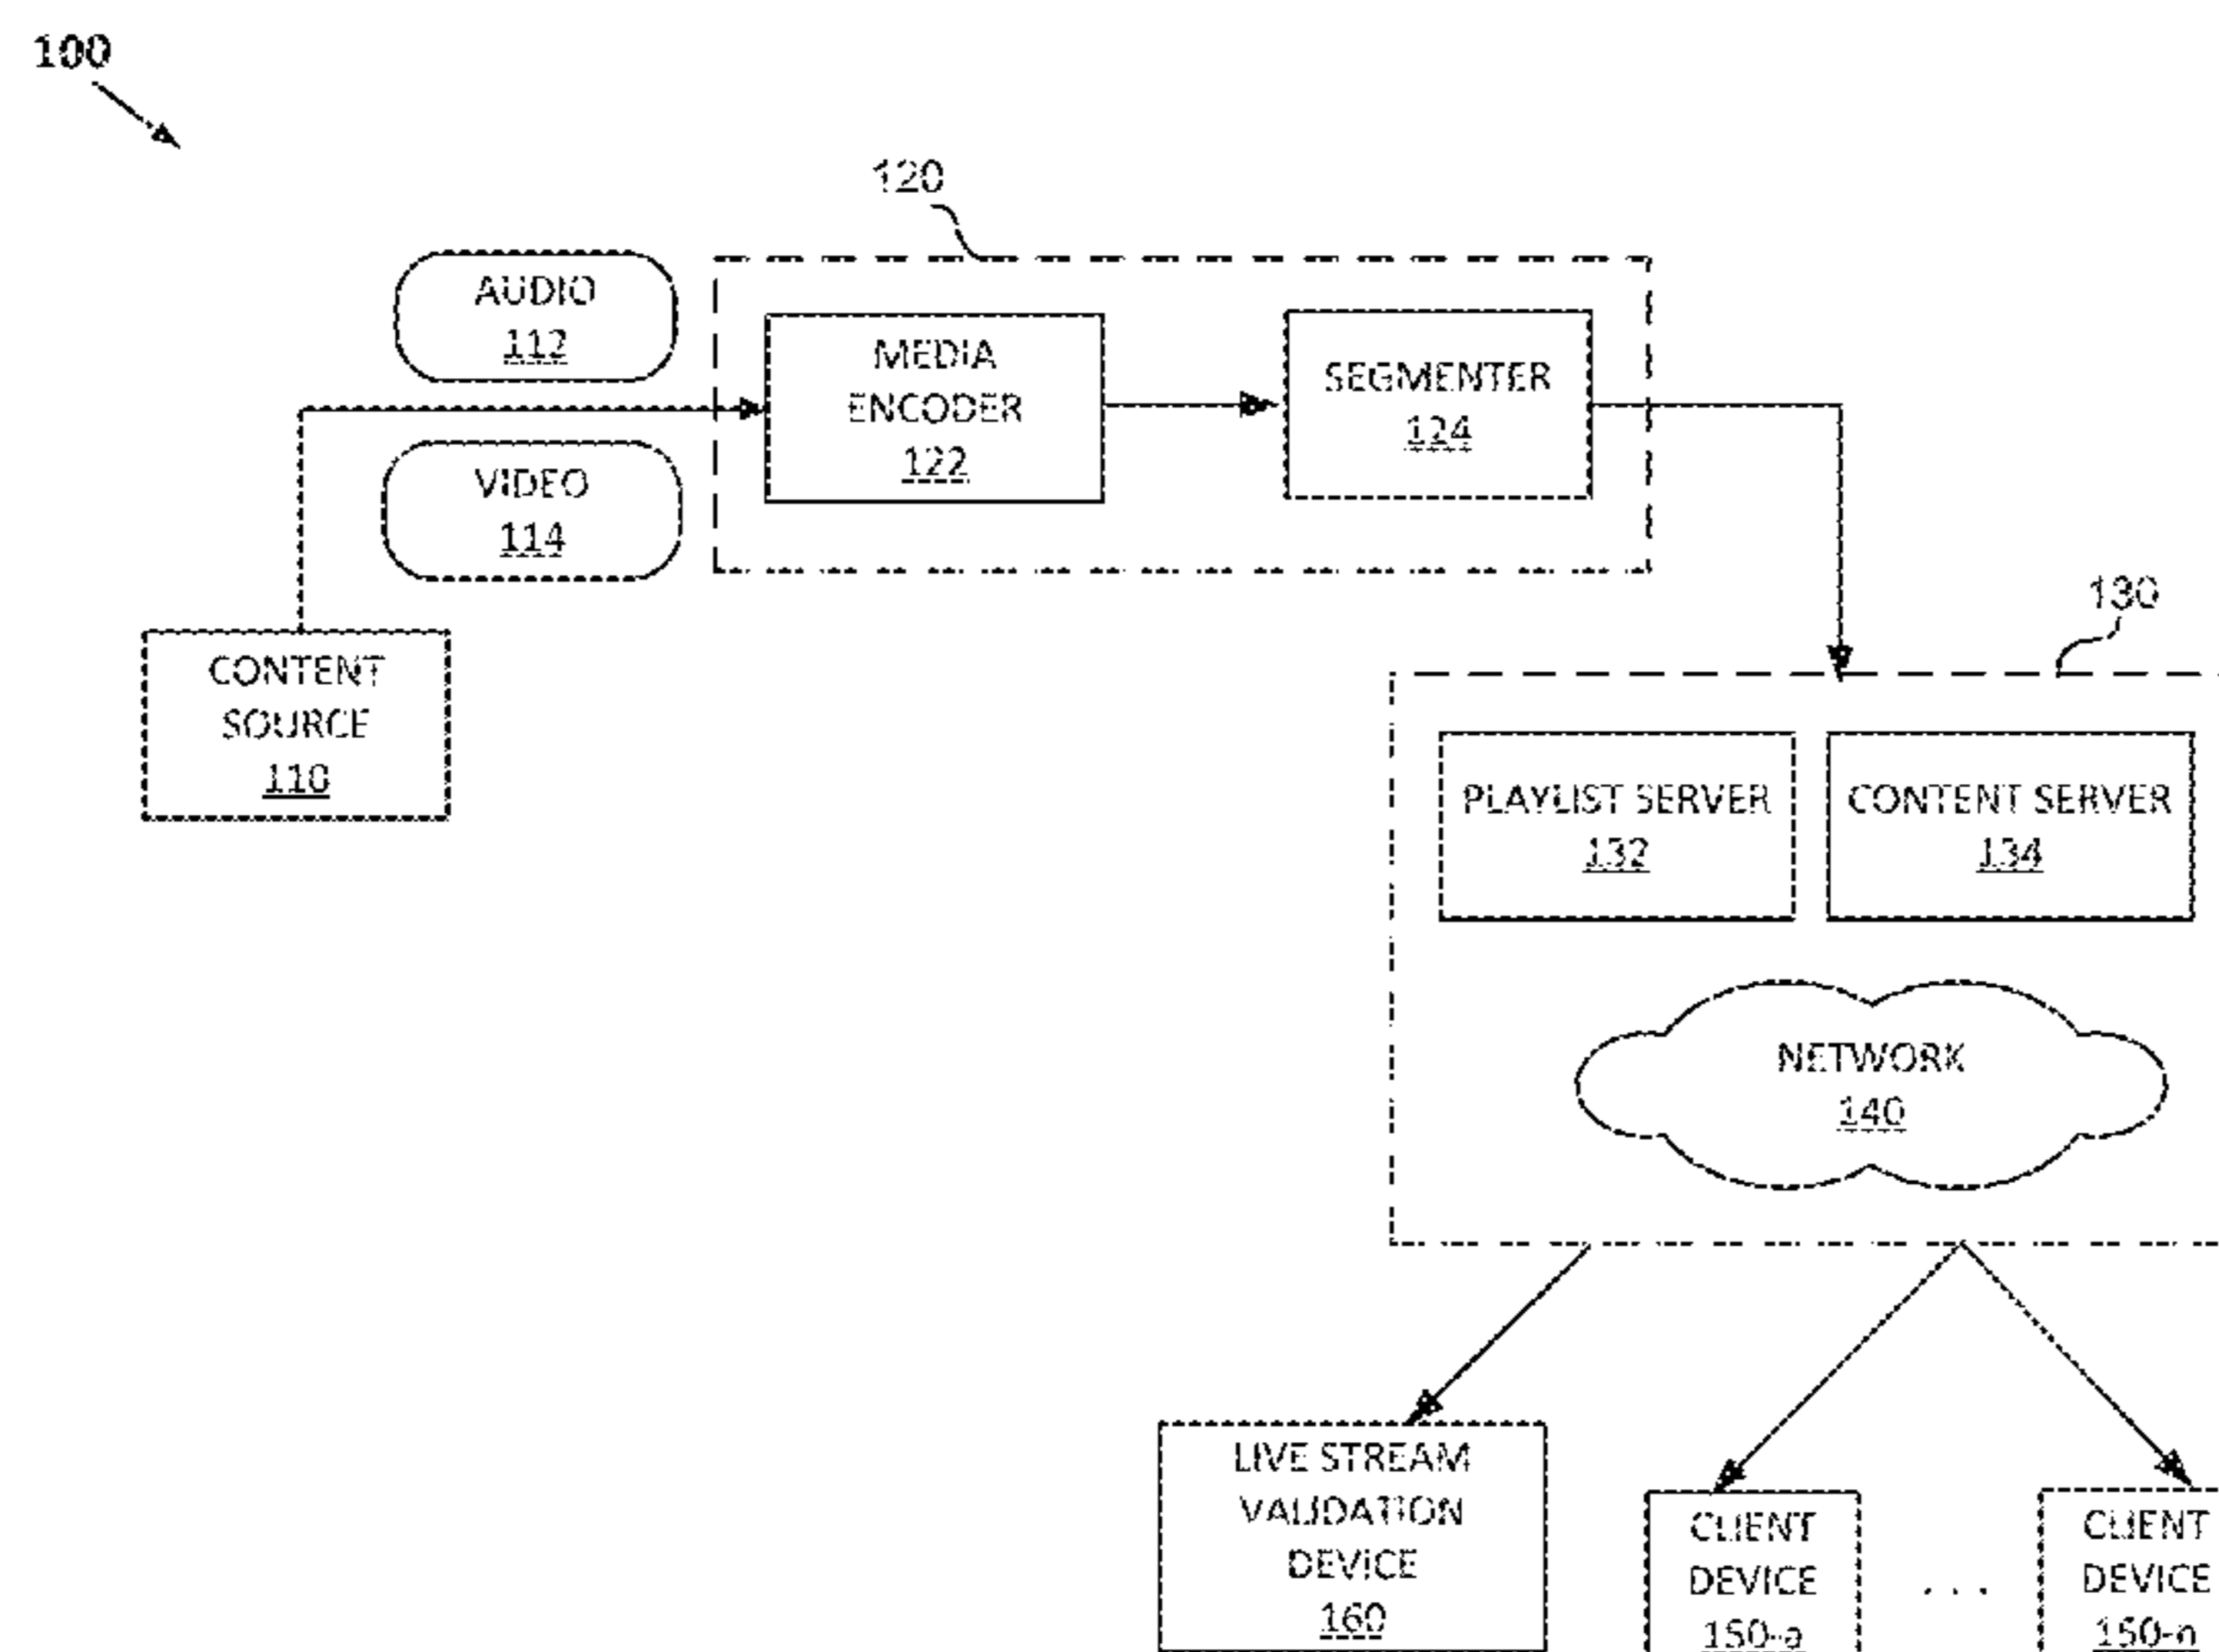 100
120
AUDIO
112
MEDIA
ENCODER
122
SEGMENTER
124
VIDEO
114
130
CONTENT
SOURCE
110
PLAYLIST SERVER
132
CONTENT SERVER
134
NETWORK
140
LIVE STREAM
VALIDATION
DEVICE
160
CLIENT
DEVICE
150-a
. . .
CLIENT
DEVICE
150-n